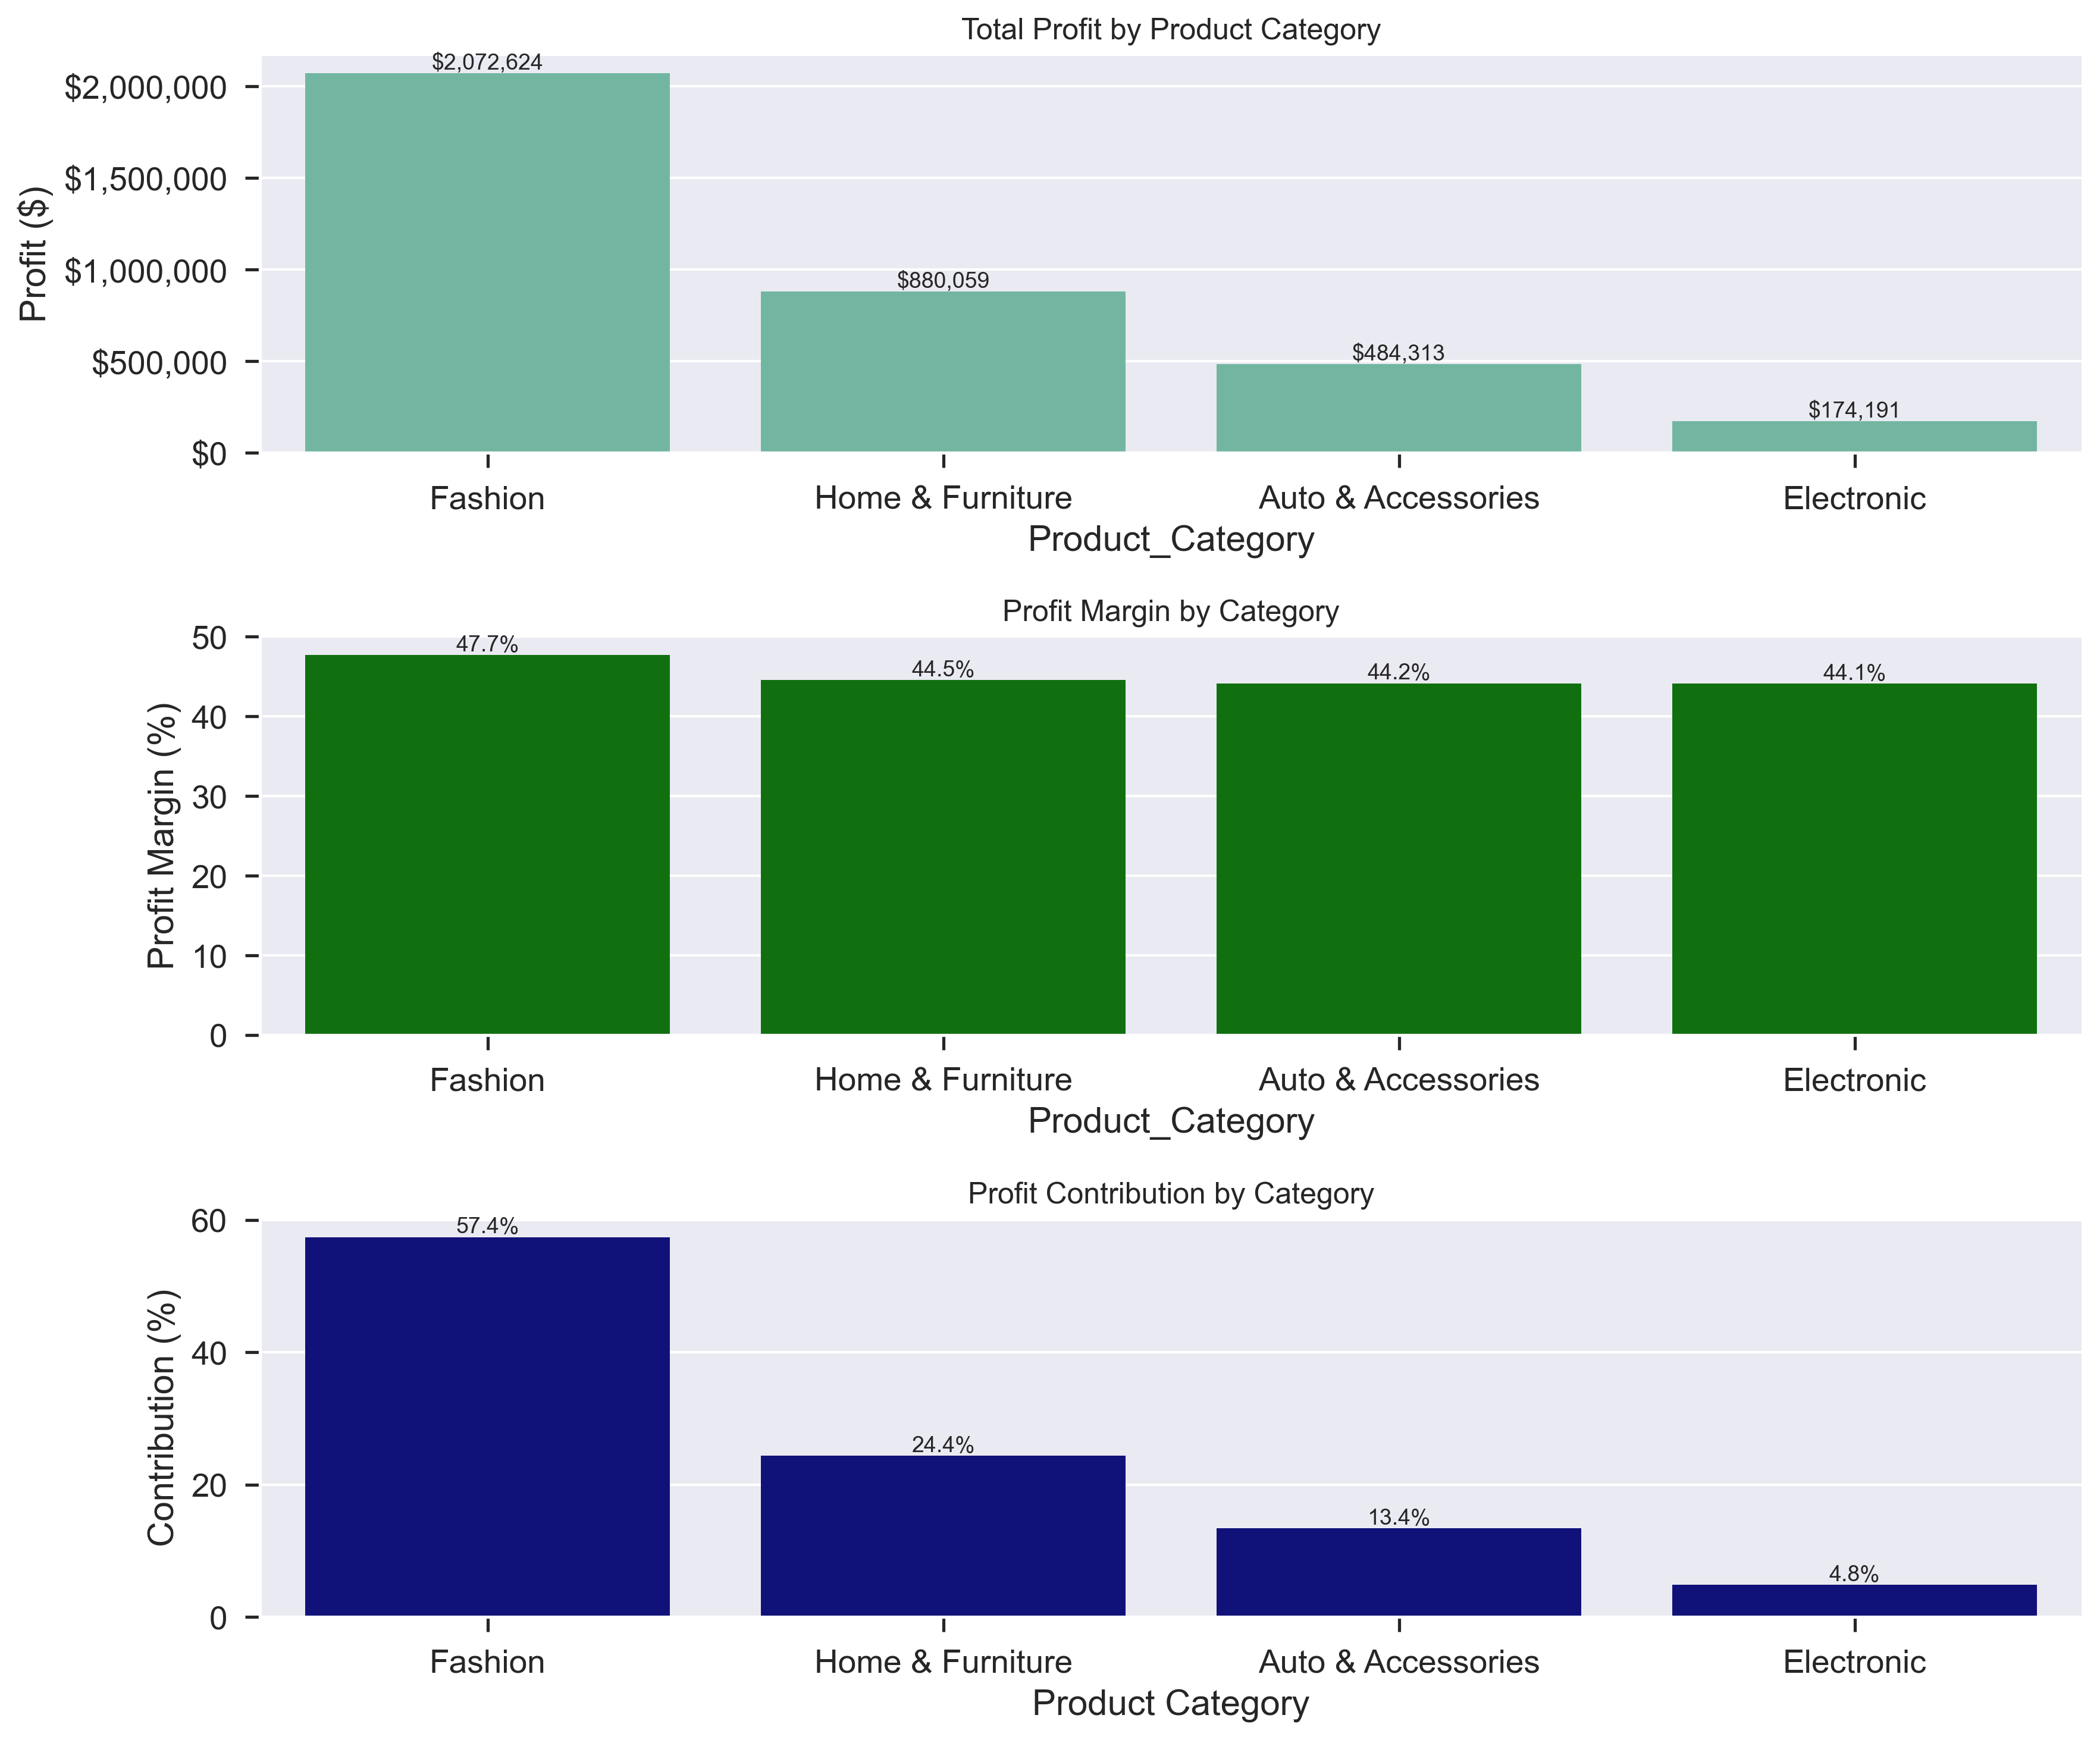 Total Profit by Product Category
$2,072,624
$2,000,000
$1,500,000
$1,000,000
$500,000
$0
Profit ($)
$880,059
$484,313
$174,191
Fashion Home & Furniture Auto & Accessories Electronic
Product_Category
Profit Margin by Category
50
40
30
20
10
0
Profit Margin (%)
47.7% 44.5% 44.2% 44.1%
Fashion Home & Furniture Auto & Accessories Electronic
Product_Category
Profit Contribution by Category
60
40
20
0
Contribution (%)
57.4%
24.4%
13.4%
4.8%
Fashion Home & Furniture Auto & Accessories Electronic
Product Category